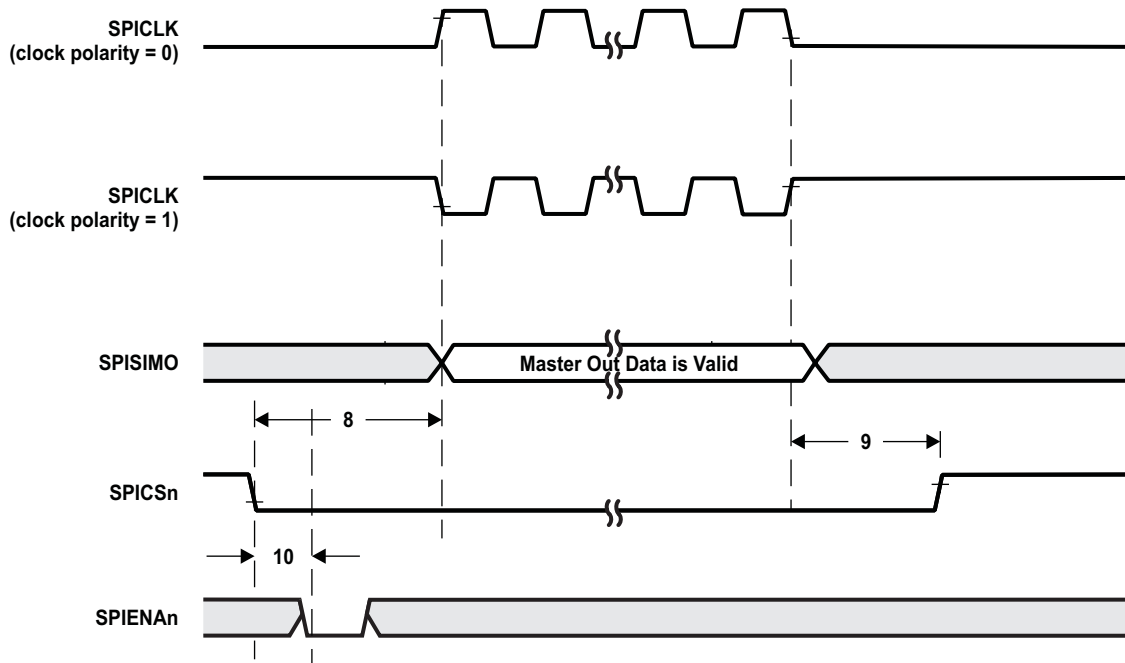 SPICLK
(clock polarity = 0)
SPICLK
(clock polarity = 1)
SPISIMO
Master Out Data is Valid
8
9
SPICSn
10
SPIENAn